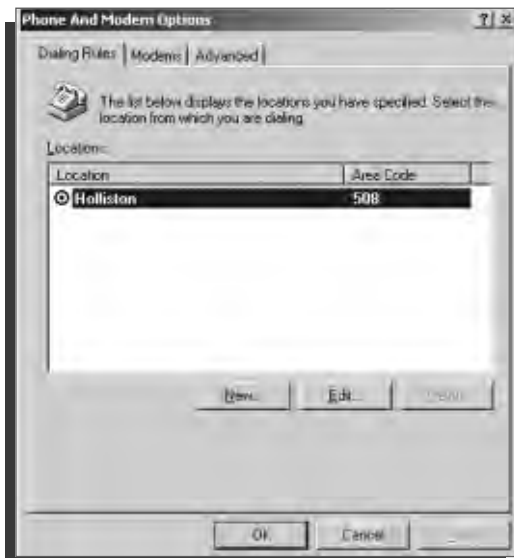 Phone And Modem Options
Dialing Rules Modems Advanced
The list below displays the locations you have specified. Select the
location from which you are dialing.
Locations:
Location Area Code
Holliston 508
New... Edit...
OK Cancel